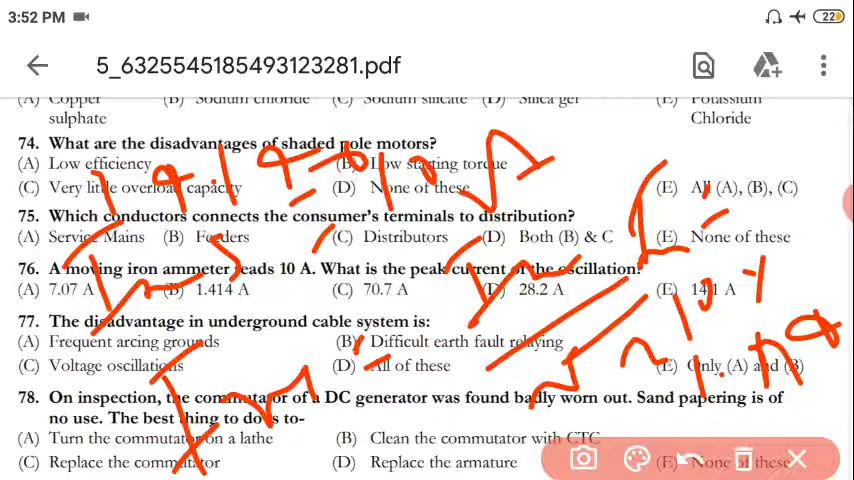 3:52 PM
22
5_6325545185493123281.pdf
(A) Copper (B) Sodium chloride (C) Sodium silicate (D) Silica gel (E) Potassium
sulphate Chloride
74. What are the disadvantages of shaded pole motors?
(A) Low efficiency (B) Low starting torque
(C) Very little overload capacity (D) None of these (E) All (A), (B), (C)
75. Which conductors connects the consumer's terminals to distribution?
(A) Service Mains (B) Feeders (C) Distributors (D) Both (B) & C (E) None of these
76. A moving iron ammeter reads 10 A. What is the peak current of the oscillation?
(A) 7.07 A (B) 1.414 A (C) 70.7 A (D) 28.2 A (E) 14.1 A
77. The disadvantage in underground cable system is:
(A) Frequent arcing grounds (B) Difficult earth fault relaying
(C) Voltage oscillations (D) All of these (E) Only (A) and (B)
78. On inspection, the commutator of a DC generator was found badly worn out. Sand papering is of
no use. The best thing to do is to-
(A) Turn the commutator on a lathe (B) Clean the commutator with CTC
(C) Replace the commutator (D) Replace the armature (E) None of these